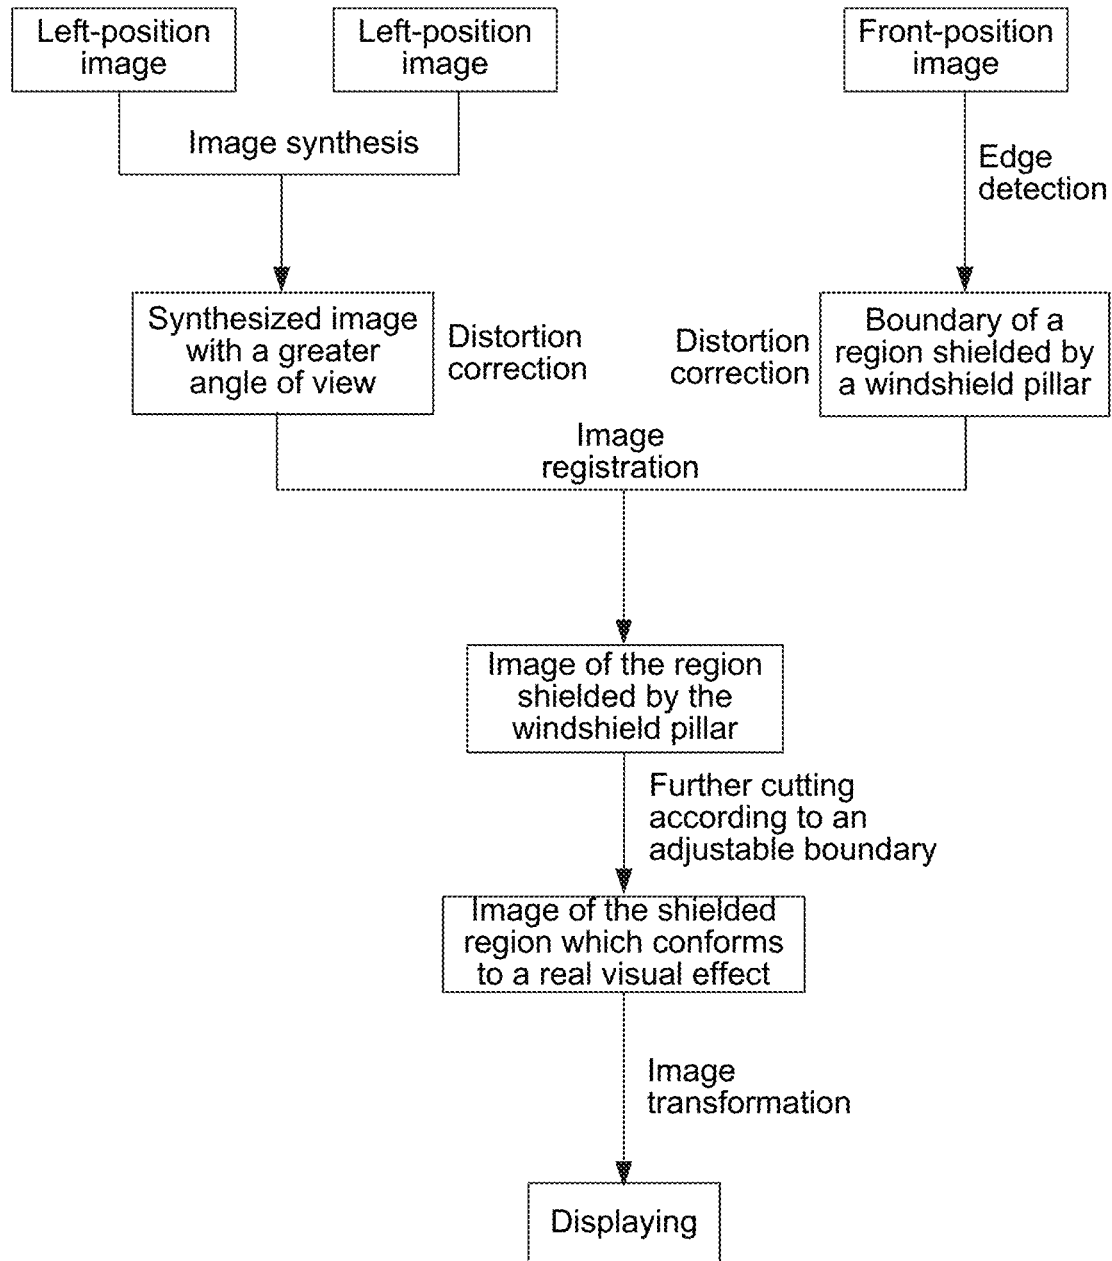 Left-position
image
Left-position
image
Front-position
image
Image synthesis
Edge
detection
Synthesized image
with a greater
angle of view
Distortion
correction
Distortion
correction
Boundary of a
region shielded by
a windshield pillar
Image
registration
Image of the region
shielded by the
windshield pillar
Further cutting
according to an
adjustable boundary
Image of the shielded
region which conforms
to a real visual effect
Image
transformation
Displaying